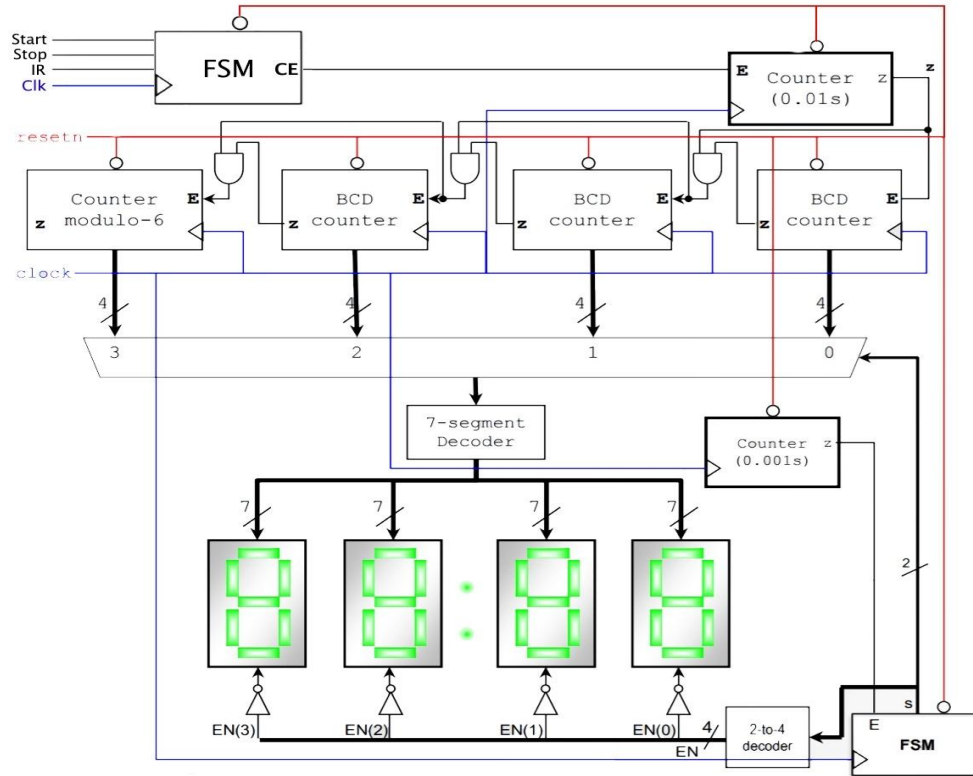 Start
Stop
IR
Clk
FSM
CE
E
Counter
(0.01s)
z
z
resetn
Counter
modulo-6
E
z
BCD
counter
E
z
BCD
counter
E
z
BCD
counter
E
z
clock
4
4
4
4
3
2
1
0
7-segment
Decoder
Counter
(0.001s)
z
7
7
7
7
2
EN(3)
EN(2)
EN(1)
EN(0)
4
EN
2-to-4
decoder
E
s
FSM